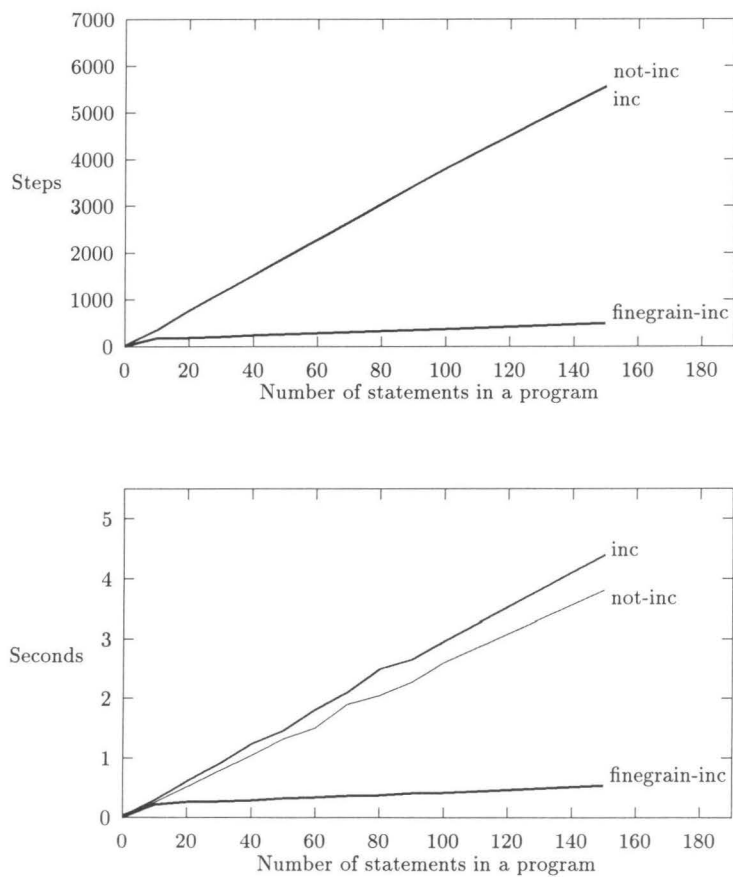 7000
6000
5000
4000
Steps
3000
2000
1000
0
not-inc
inc
finegrain-inc
0 20 40 60 80 100 120 140 160 180
Number of statements in a program
5
4
3
Seconds
2
1
0
inc
not-inc
finegrain-inc
0 20 40 60 80 100 120 140 160 180
Number of statements in a program